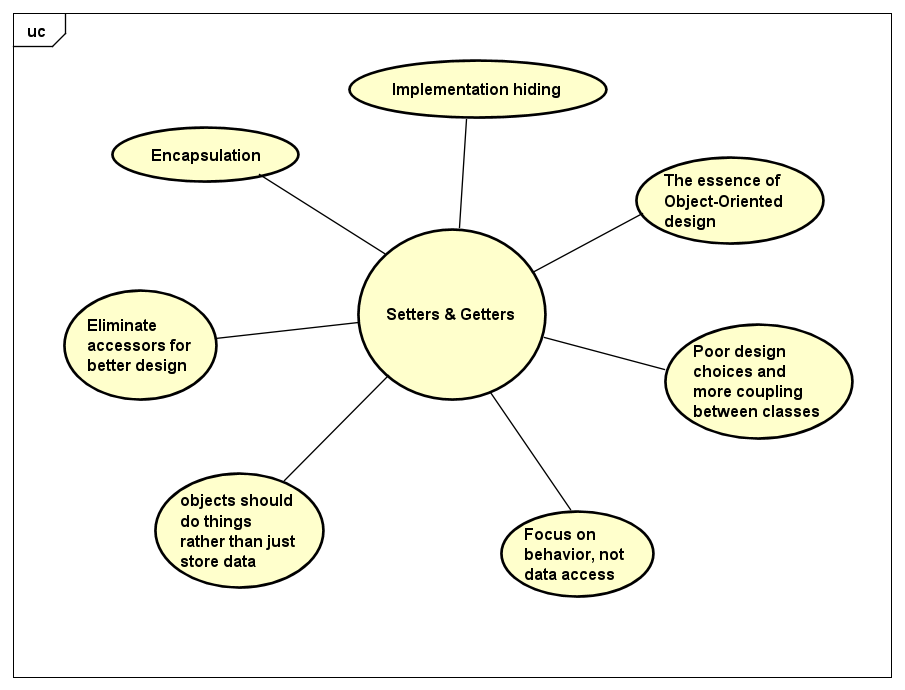 uc
Implementation hiding
Encapsulation
The essence of
Object-Oriented
design
Setters & Getters
Eliminate
accessors for
better design
Poor design
choices and
more coupling
between classes
objects should
do things
rather than just
store data
Focus on
behavior, not
data access